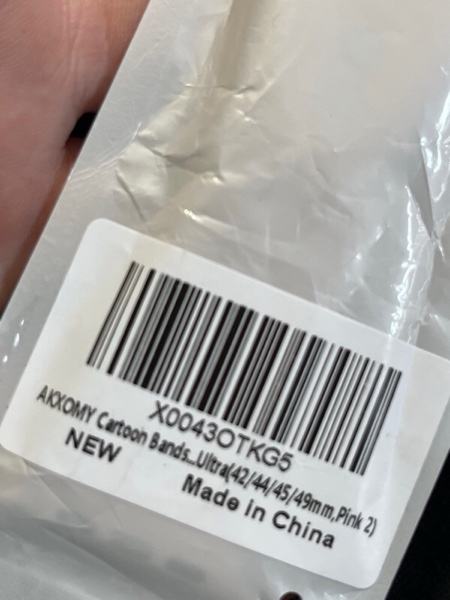 X0043OTKG5
AKXOMY Cartoon Bands...Ultra(42/44/45/49mm,Pink 2)
NEW
Made in China